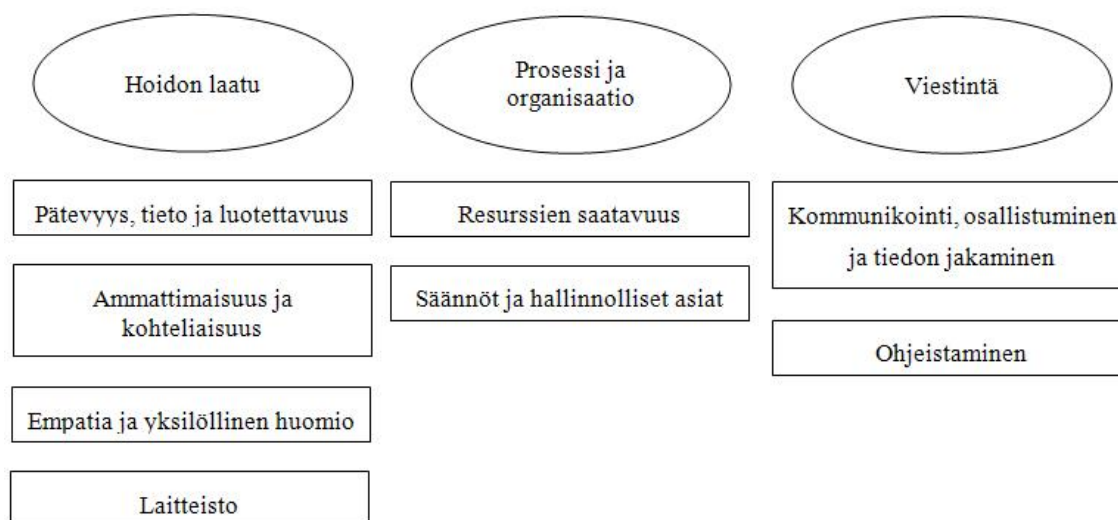 Hoidon laatu
Pätevyys, tieto ja luotettavuus
Ammattimaisuus ja
kohteliaisuus
Empatia ja yksilöllinen huomio
Laitteisto
Prosessi ja
organisaatio
Resurssien saatavuus
Säännöt ja hallinnolliset asiat
Viestintä
Kommunikointi, osallistuminen
ja tiedon jakaminen
Ohjeistaminen